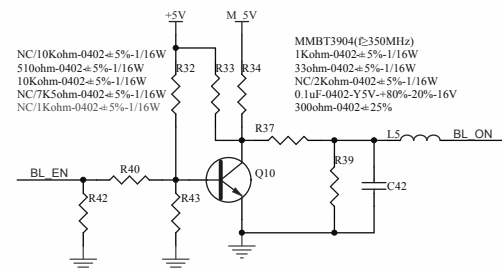 +5V
M_5V
NC/10Kohm-0402-±5%-1/16W
510ohm-0402-±5%-1/16W
10Kohm-0402-±5%-1/16W
NC/7K5ohm-0402-±5%-1/16W
NC/1Kohm-0402-±5%-1/16W
MMBT3904(f≥350MHz)
1Kohm-0402-±5%-1/16W
33ohm-0402-±5%-1/16W
NC/2Kohm-0402-±5%-1/16W
0.1uF-0402-Y5V-+80%-20%-16V
300ohm-0402-±25%
R32
R33
R34
R37
L5
BL_ON
BL_EN
R40
Q10
R39
C42
R42
R43